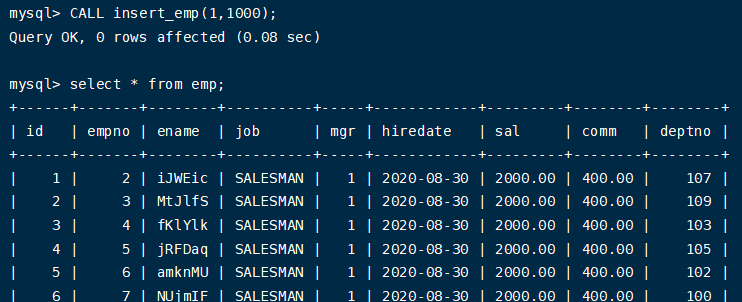 mysql> CALL insert_emp(1,1000);
Query OK, 0 rows affected (0.08 sec)
mysql> select * from emp;
+------+-------+--------+----------+-----+------------+---------+--------+--------+
| id   | empno | ename  | job      | mgr | hiredate   | sal     | comm   | deptno |
+------+-------+--------+----------+-----+------------+---------+--------+--------+
|    1 |     2 | iJWEic | SALESMAN |   1 | 2020-08-30 | 2000.00 | 400.00 |    107 |
|    2 |     3 | MtJlfS | SALESMAN |   1 | 2020-08-30 | 2000.00 | 400.00 |    109 |
|    3 |     4 | fKlYlk | SALESMAN |   1 | 2020-08-30 | 2000.00 | 400.00 |    103 |
|    4 |     5 | jRFDaq | SALESMAN |   1 | 2020-08-30 | 2000.00 | 400.00 |    105 |
|    5 |     6 | amknMU | SALESMAN |   1 | 2020-08-30 | 2000.00 | 400.00 |    102 |
|    6 |     7 | NUjmIF | SALESMAN |   1 | 2020-08-30 | 2000.00 | 400.00 |    100 |